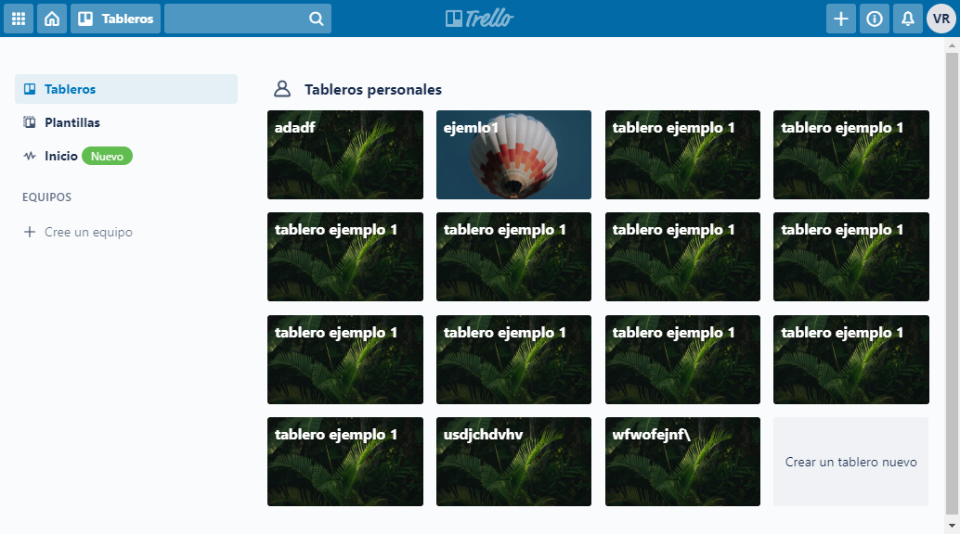 Tableros
Trello
VR
Tableros
Plantillas
Inicio Nuevo
EQUIPOS
Cree un equipo
Tableros personales
adadf
ejemlo1
tablero ejemplo 1
tablero ejemplo 1
tablero ejemplo 1
tablero ejemplo 1
tablero ejemplo 1
tablero ejemplo 1
tablero ejemplo 1
tablero ejemplo 1
tablero ejemplo 1
tablero ejemplo 1
tablero ejemplo 1
usdjchdvhv
wfwofejnf\
Crear un tablero nuevo